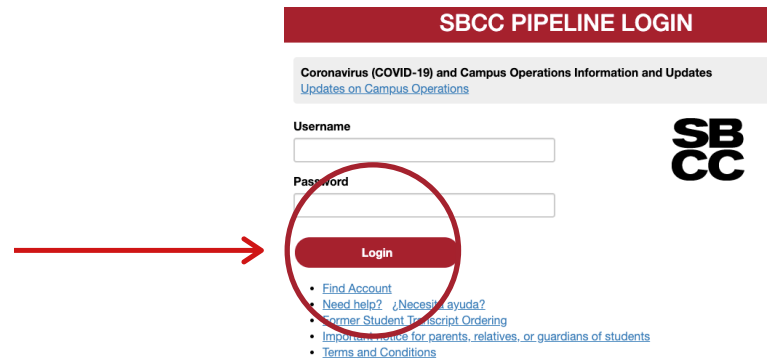 SBCC PIPELINE LOGIN
Coronavirus (COVID-19) and Campus Operations Information and Updates
Updates on Campus Operations
Username
SB
CC
Password
Login
Find Account
Need help? ¿Necesita ayuda?
Former Student Transcript Ordering
Important notice for parents, relatives, or guardians of students
Terms and Conditions